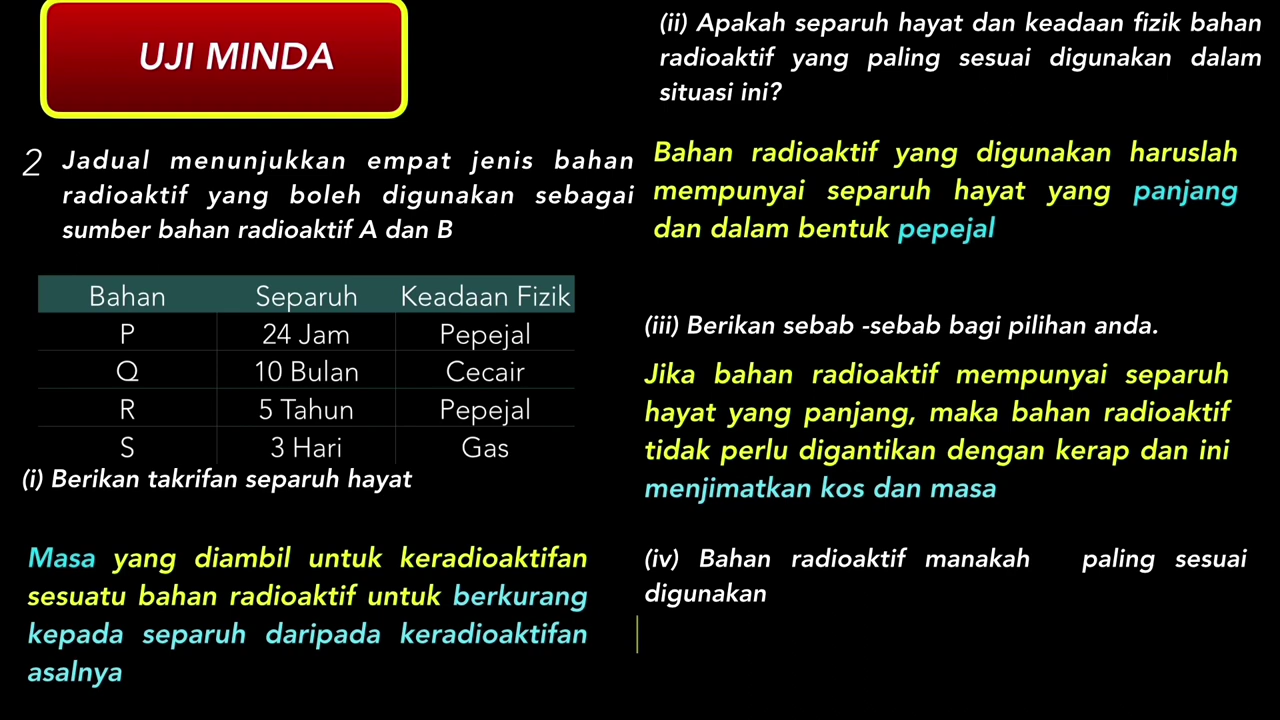 UJI MINDA
2 Jadual menunjukkan empat jenis bahan
radioaktif yang boleh digunakan sebagai
sumber bahan radioaktif A dan B
Bahan Separuh Keadaan Fizik
P 24 Jam Pepejal
Q 10 Bulan Cecair
R 5 Tahun Pepejal
S 3 Hari Gas
(i) Berikan takrifan separuh hayat
Masa yang diambil untuk keradioaktifan
sesuatu bahan radioaktif untuk berkurang
kepada separuh daripada keradioaktifan
asalnya
(ii) Apakah separuh hayat dan keadaan fizik bahan
radioaktif yang paling sesuai digunakan dalam
situasi ini?
Bahan radioaktif yang digunakan haruslah
mempunyai separuh hayat yang panjang
dan dalam bentuk pepejal
(iii) Berikan sebab -sebab bagi pilihan anda.
Jika bahan radioaktif mempunyai separuh
hayat yang panjang, maka bahan radioaktif
tidak perlu digantikan dengan kerap dan ini
menjimatkan kos dan masa
(iv) Bahan radioaktif manakah paling sesuai
digunakan